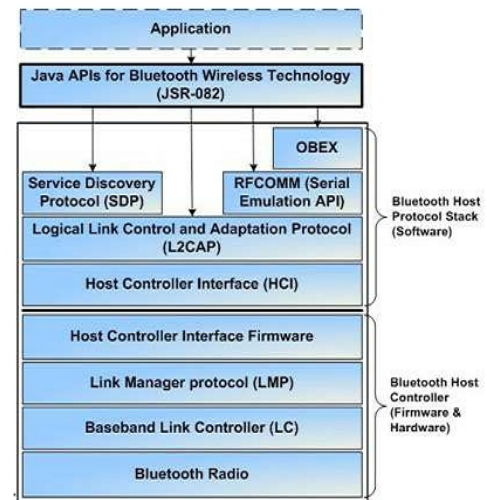 Application
Java APIs for Bluetooth Wireless Technology
(JSR-082)
OBEX
Service Discovery
Protocol (SDP)
RFCOMM (Serial
Emulation API)
Logical Link Control and Adaptation Protocol
(L2CAP)
Host Controller Interface (HCI)
Bluetooth Host
Protocol Stack
(Software)
Host Controller Interface Firmware
Link Manager protocol (LMP)
Baseband Link Controller (LC)
Bluetooth Radio
Bluetooth Host
Controller
(Firmware &
Hardware)